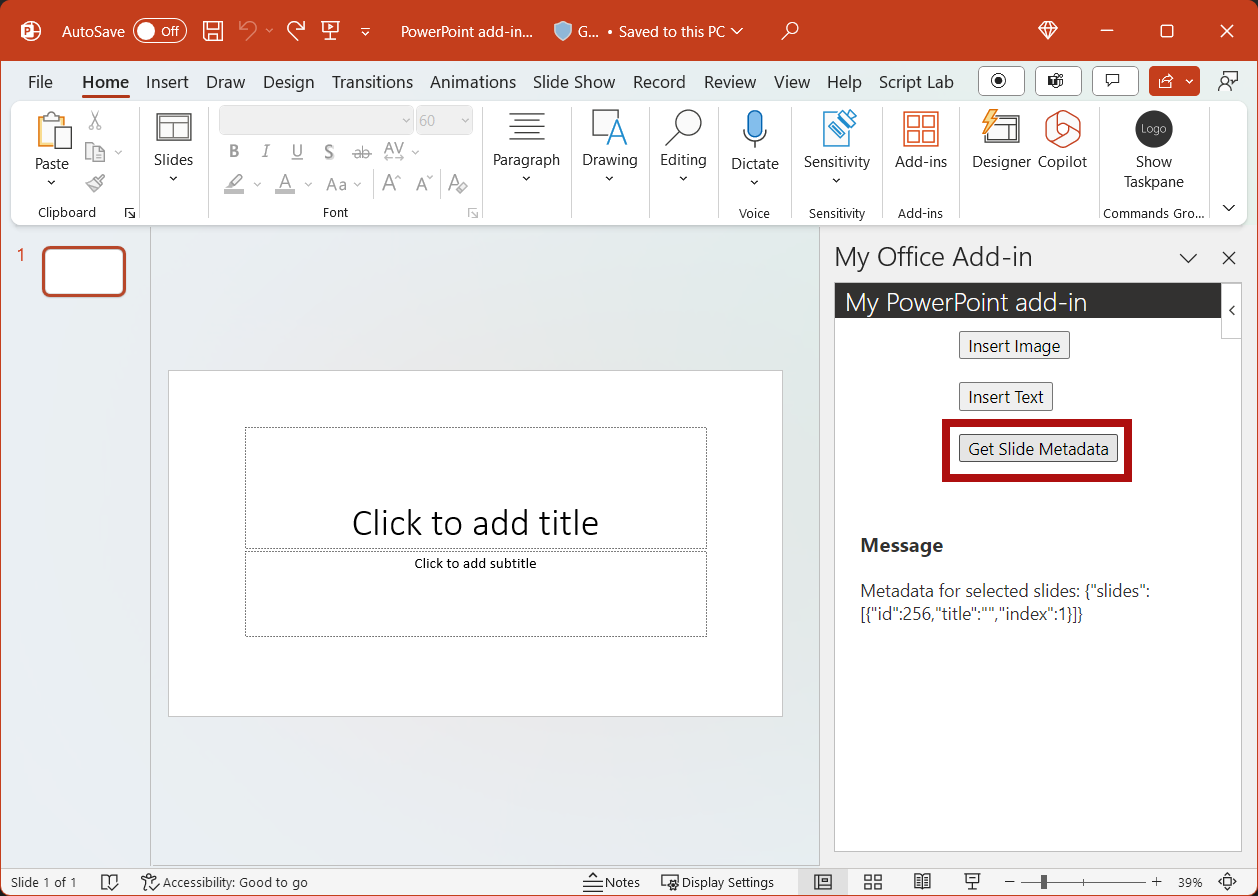 AutoSave Off PowerPoint add-in... G... • Saved to this PC
File Home Insert Draw Design Transitions Animations Slide Show Record Review View Help Script Lab
60
Paste Slides Paragraph Drawing Editing Dictate Sensitivity Add-ins Designer Copilot Logo Show Taskpane
B I U S ab AV
A Aa A A A
Clipboard Font Voice Sensitivity Add-ins Commands Gro...
1
My Office Add-in
My PowerPoint add-in
Insert Image
Insert Text
Get Slide Metadata
Click to add title
Click to add subtitle
Message
Metadata for selected slides: {"slides":
[{"id":256,"title":"","index":1}]}
Slide 1 of 1 Accessibility: Good to go Notes Display Settings 39%